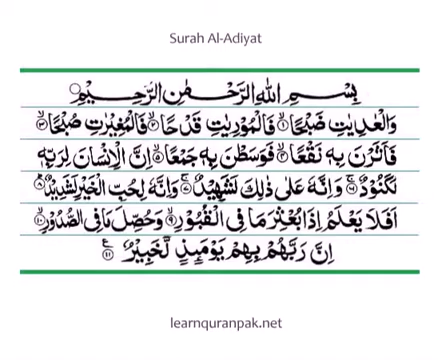 Surah Al-Adiyat
بِسْمِ اللهِ الرَّحْمٰنِ الرَّحِيْمِ
وَالْعٰدِيٰتِ ضَبْحًا ۙ﴿۱﴾ فَالْمُوْرِيٰتِ قَدْحًا ۙ﴿۲﴾ فَالْمُغِيْرٰتِ صُبْحًا ۙ﴿۳﴾
فَاَثَرْنَ بِهٖ نَقْعًا ۙ﴿۴﴾ فَوَسَطْنَ بِهٖ جَمْعًا ۙ﴿۵﴾ اِنَّ الْاِنْسَانَ لِرَبِّهٖ
لَكَنُوْدٌ ۚ﴿۶﴾ وَاِنَّهٗ عَلٰى ذٰلِكَ لَشَهِيْدٌ ۚ﴿۷﴾ وَاِنَّهٗ لِحُبِّ الْخَيْرِ لَشَدِيْدٌ ؕ﴿۸﴾
اَفَلَا يَعْلَمُ اِذَا بُعْثِرَ مَا فِى الْقُبُوْرِ ۙ﴿۹﴾ وَحُصِّلَ مَا فِى الصُّدُوْرِ ۙ﴿۱۰﴾
اِنَّ رَبَّهُمْ بِهِمْ يَوْمَئِذٍ لَّخَبِيْرٌ ﴿۱۱﴾
learnquranpak.net